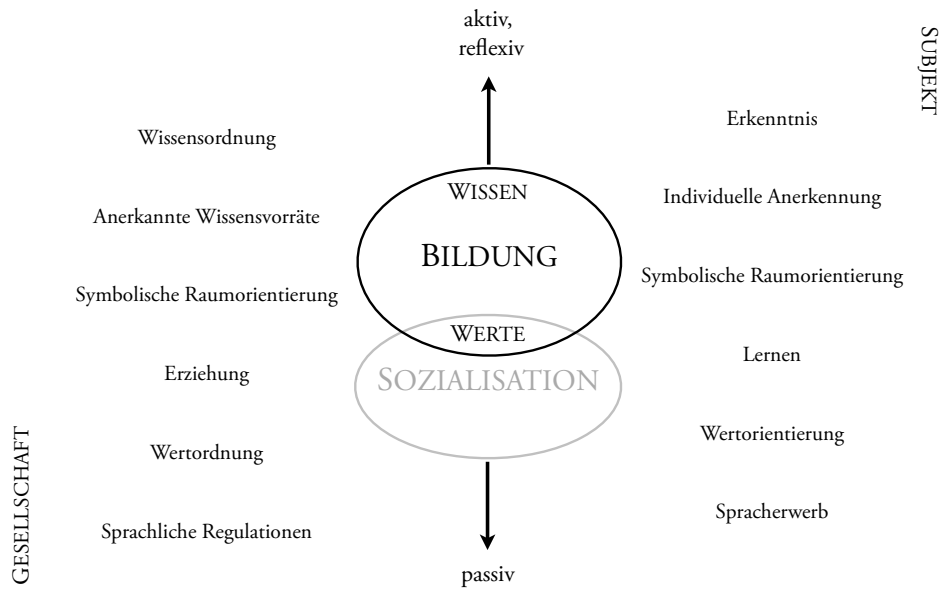 aktiv,
reflexiv
SUBJEKT
Erkenntnis
Wissensordnung
WISSEN
Individuelle Anerkennung
Anerkannte Wissensvorräte
BILDUNG
Symbolische Raumorientierung
Symbolische Raumorientierung
WERTE
Lernen
Erziehung
SOZIALISATION
Wertorientierung
Wertordnung
GESELLSCHAFT
Spracherwerb
Sprachliche Regulationen
passiv